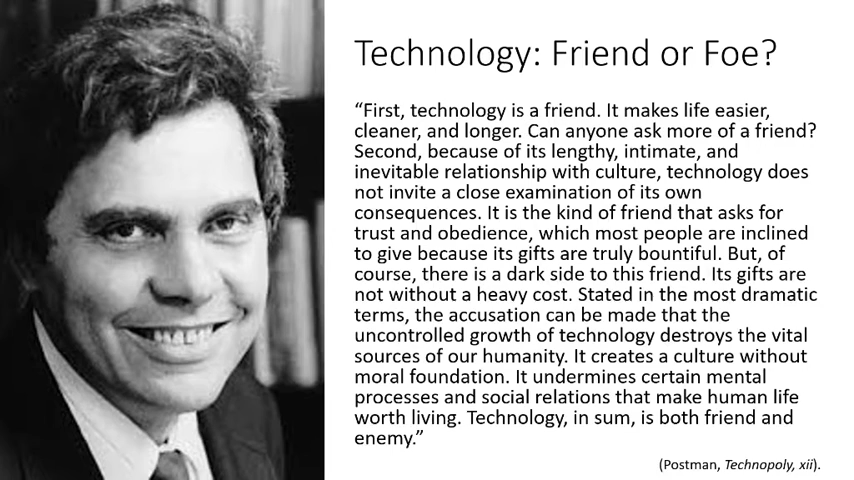 Technology: Friend or Foe?
“First, technology is a friend. It makes life easier,
cleaner, and longer. Can anyone ask more of a friend?
Second, because of its lengthy, intimate, and
inevitable relationship with culture, technology does
not invite a close examination of its own
consequences. It is the kind of friend that asks for
trust and obedience, which most people are inclined
to give because its gifts are truly bountiful. But, of
course, there is a dark side to this friend. Its gifts are
not without a heavy cost. Stated in the most dramatic
terms, the accusation can be made that the
uncontrolled growth of technology destroys the vital
sources of our humanity. It creates a culture without
moral foundation. It undermines certain mental
processes and social relations that make human life
worth living. Technology, in sum, is both friend and
enemy.”
(Postman, Technopoly, xii).